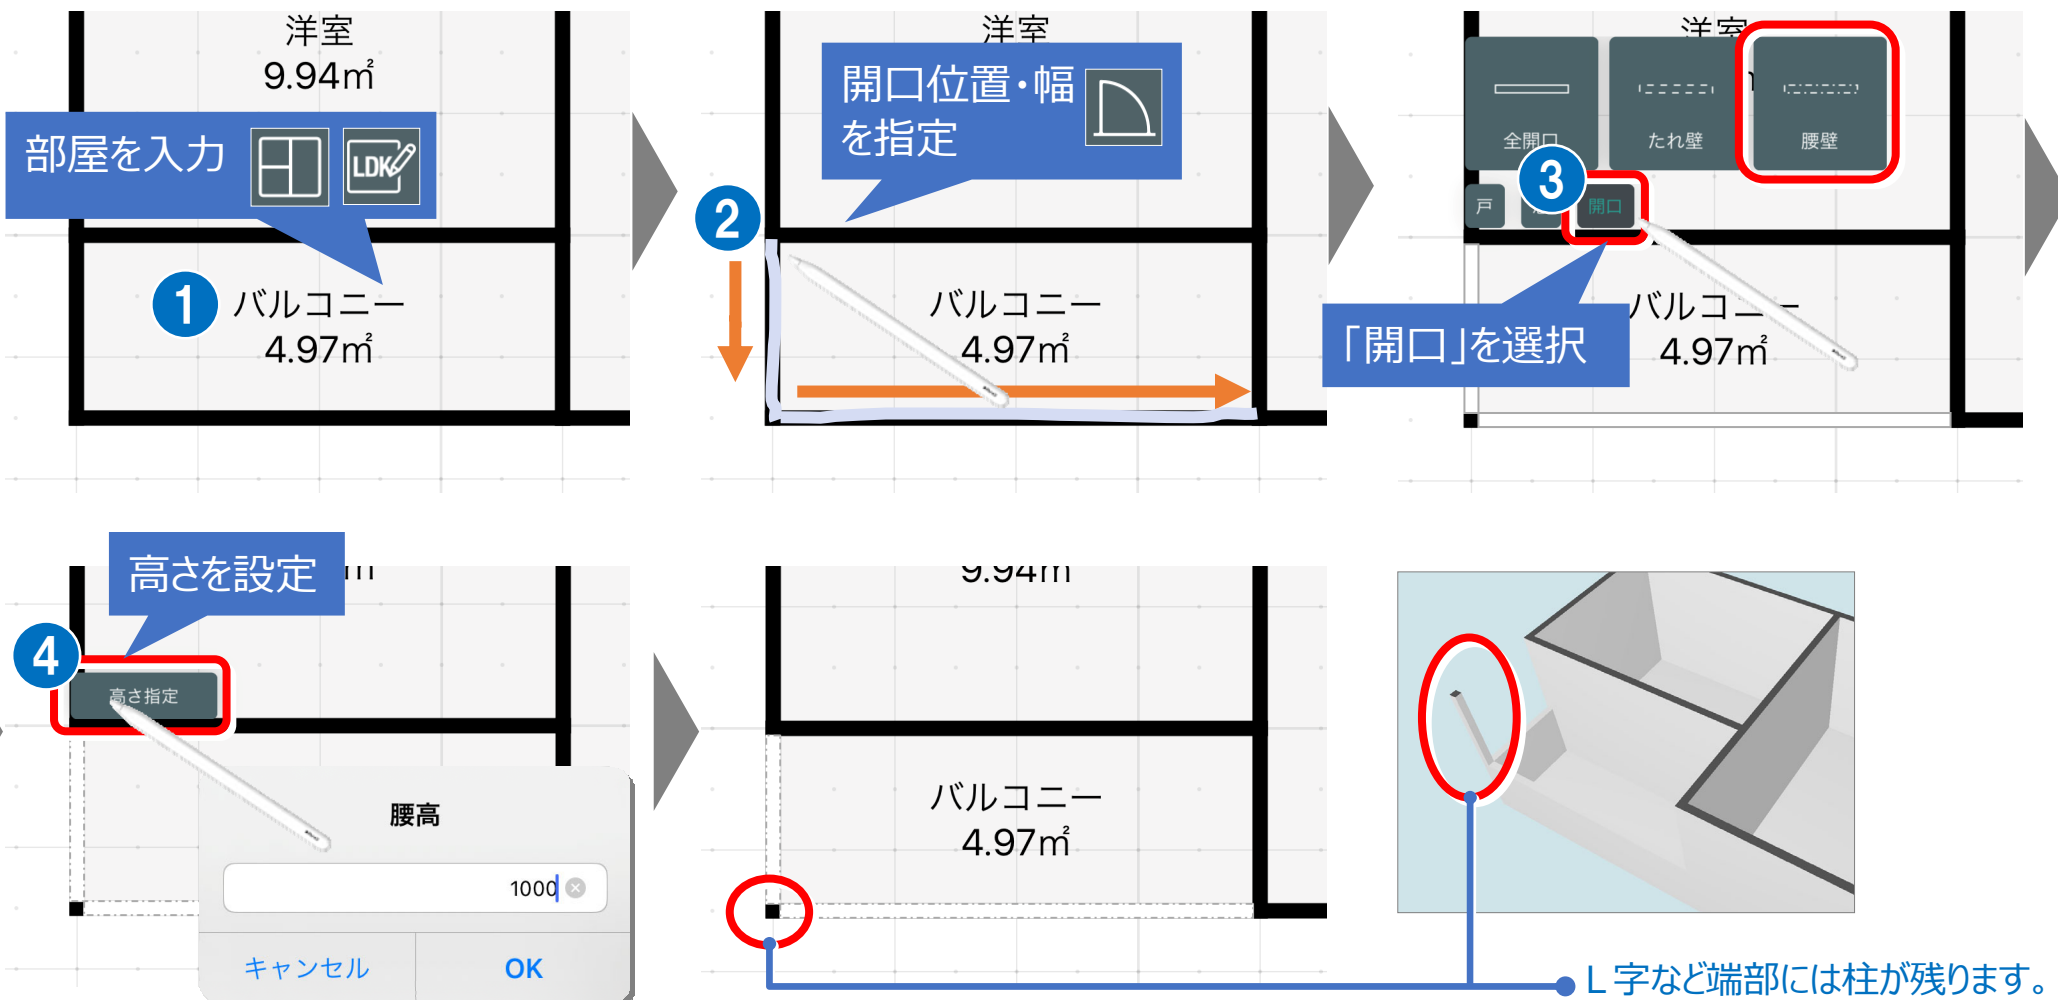 洋室
9.94㎡
部屋を入力
LDK
1
バルコニー
4.97㎡
洋室
開口位置・幅
を指定
2
バルコニー
4.97㎡
洋室
全開口
たれ壁
腰壁
3
戸
開口
「開口」を選択
バルコニー
4.97㎡
高さを設定
4
高さ指定
腰高
1000
キャンセル
OK
9.94㎡
バルコニー
4.97㎡
L字など端部には柱が残ります。